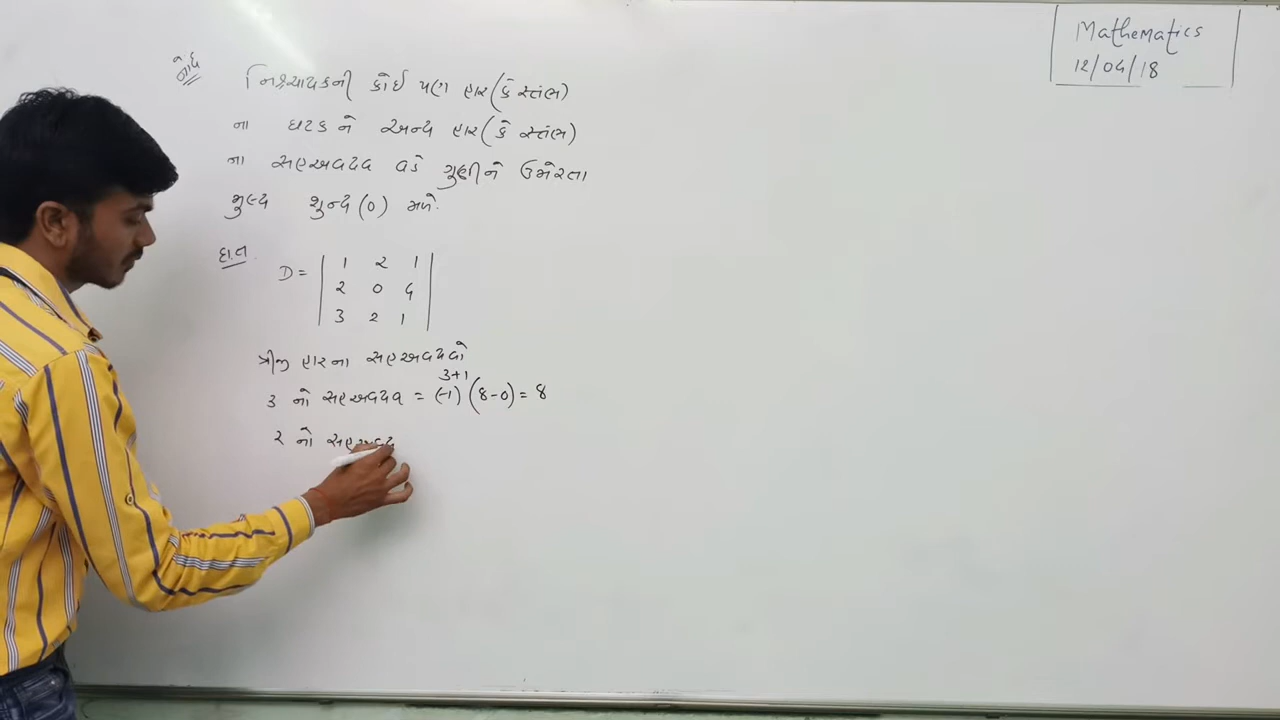 Mathematics
12/04/18
નોંધ
નિશ્ચાયકની કોઈ પણ હાર (કે સ્તંભ)
ના ઘટક ને અન્ય હાર (કે સ્તંભ)
ના સહઅવયવ વડે ગુણીને ઉમેરતા
મુલ્ય શુન્ય (0) મળે.
દા.ત.
D = | 1 2 1 |
| 2 0 4 |
| 3 2 1 |
ત્રીજી હારના સહઅવયવો
3 નો સહઅવયવ = (-1)^{3+1} (8-0) = 8
2 નો સહઅવય